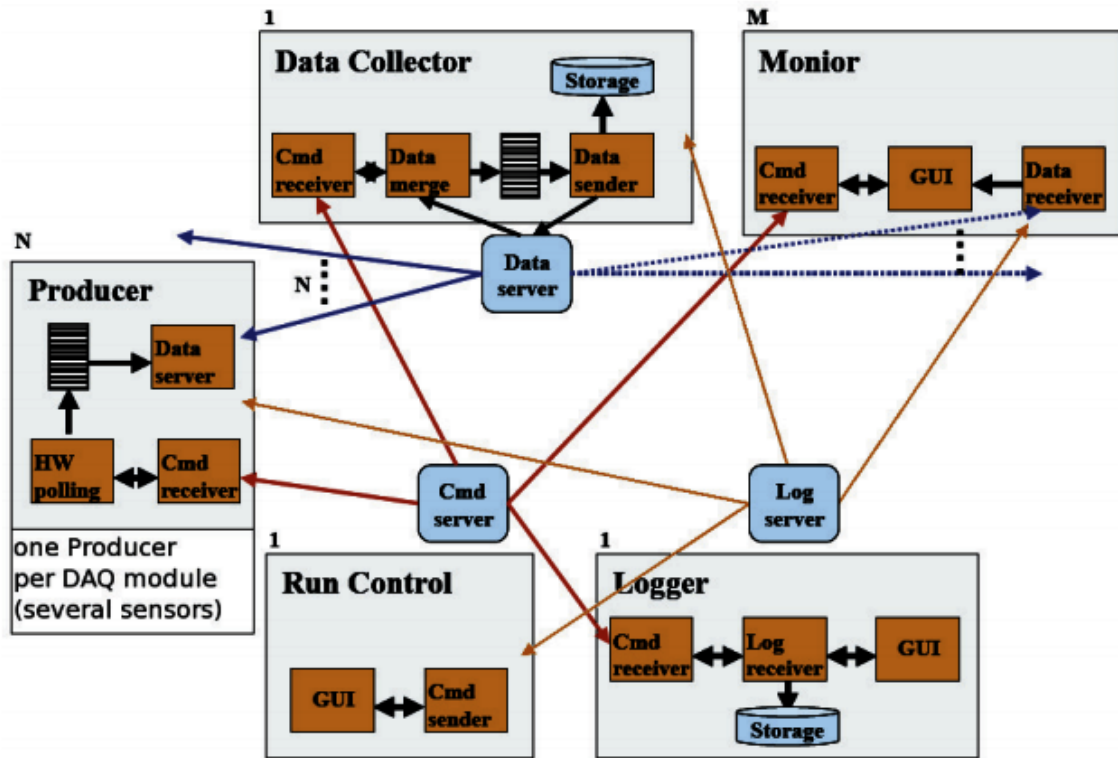 1
Data Collector
Storage
Cmd
receiver
Data
merge
Data
sender
M
Monior
Cmd
receiver
GUI
Data
receiver
N
Producer
Data
server
HW
polling
Cmd
receiver
one Producer
per DAQ module
(several sensors)
N
Data
server
Cmd
server
Log
server
1
Run Control
GUI
Cmd
sender
1
Logger
Cmd
receiver
Log
receiver
GUI
Storage